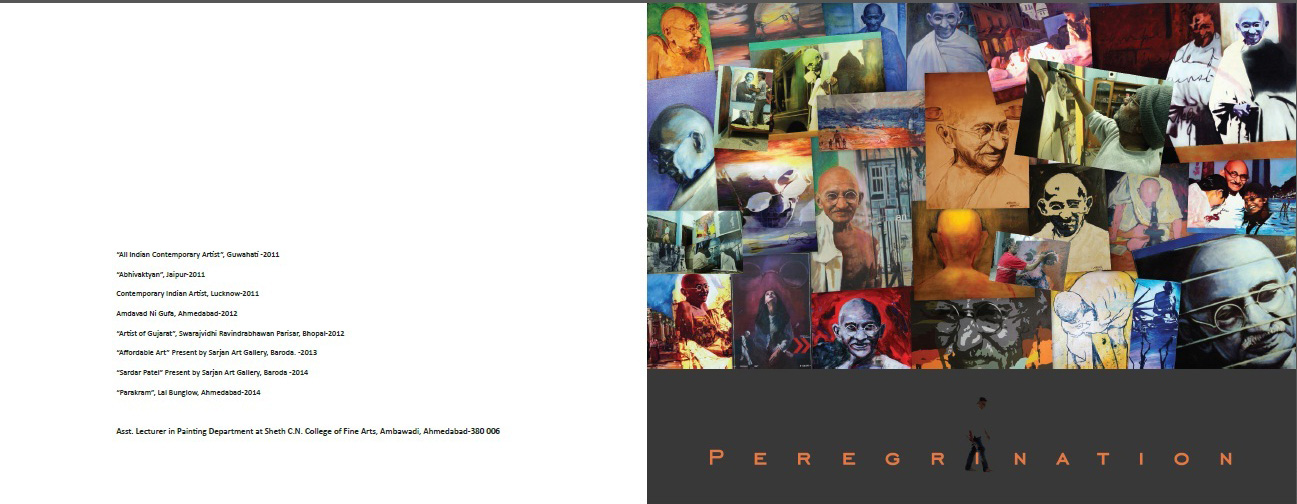 “All Indian Contemporary Artist”, Guwahati -2011
“Abhivaktyan”, Jaipur-2011
Contemporary Indian Artist, Lucknow-2011
Amdavad Ni Gufa, Ahmedabad-2012
“Artist of Gujarat”, Swarajvidhi Ravindrabhawan Parisar, Bhopal-2012
“Affordable Art” Present by Sarjan Art Gallery, Baroda. -2013
“Sardar Patel” Present by Sarjan Art Gallery, Baroda -2014
“Parakram”, Lal Bunglow, Ahmedabad-2014
Asst. Lecturer in Painting Department at Sheth C.N. College of Fine Arts, Ambawadi, Ahmedabad-380 006
PEREGRINATION